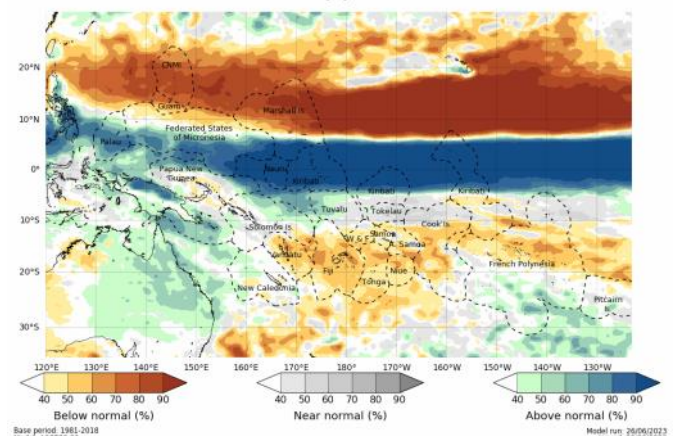 20°N
CNMI
Guam
Marshall Is.
10°N
Federated States
of Micronesia
Palau
0°
Papua New
Guinea
Nauru
Kiribati
Kiribati
Kiribati
Tuvalu
Tokelau
10°S
Solomon Is.
Cook Is.
W & F
Samoa
A. Samoa
Vanuatu
Fiji
Niue
French Polynesia
20°S
Tonga
New Caledonia
Pitcairn
30°S
120°E 130°E 140°E 150°E 160°E 170°E 180° 170°W 160°W 150°W 140°W 130°W
40 50 60 70 80 90 40 50 60 70 80 90 40 50 60 70 80 90
Below normal (%) Near normal (%) Above normal (%)
Base period: 1981-2018 Model run: 26/06/2023